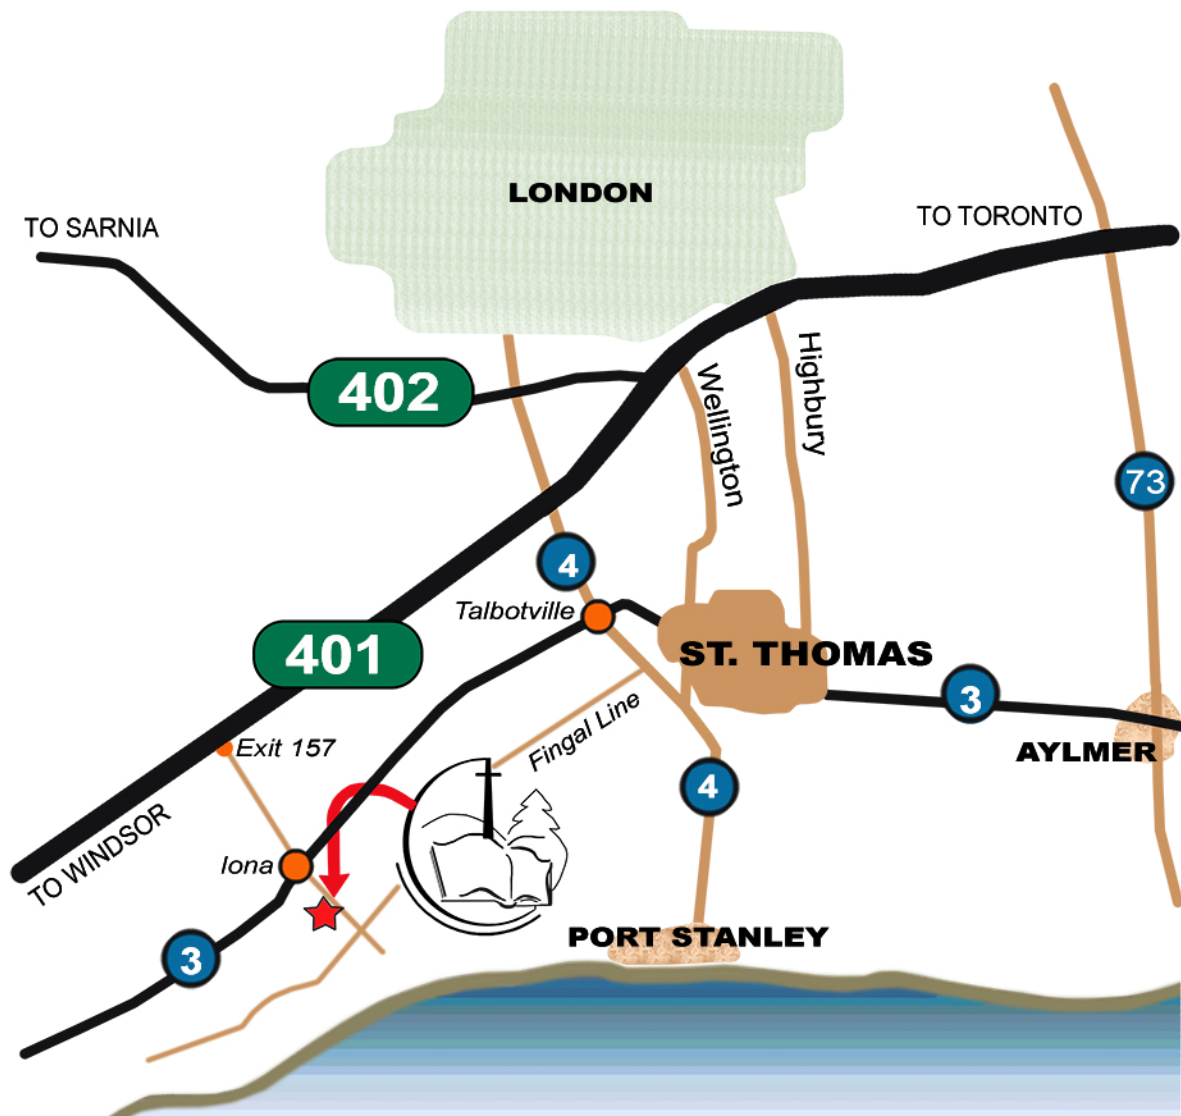 LONDON
TO SARNIA
TO TORONTO
402
Highbury
Wellington
73
4
Talbotville
401
ST. THOMAS
3
Fingal Line
Exit 157
AYLMER
4
TO WINDSOR
Iona
PORT STANLEY
3